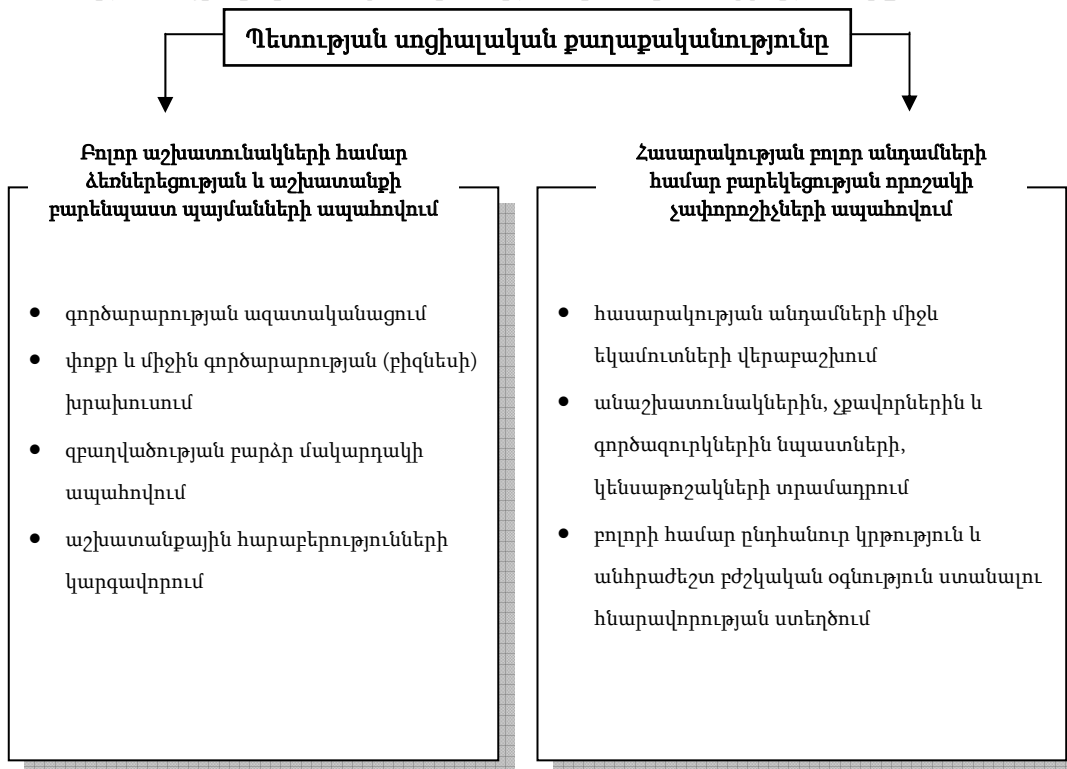 Պետության սոցիալական քաղաքականությունը
Բոլոր աշխատունակների համար
ձեռներեցության և աշխատանքի
բարենպաստ պայմանների ապահովում
• գործարարության ազատականացում
• փոքր և միջին գործարարության (բիզնեսի)
խրախուսում
• զբաղվածության բարձր մակարդակի
ապահովում
• աշխատանքային հարաբերությունների
կարգավորում
Հասարակության բոլոր անդամների
համար բարեկեցության որոշակի
չափորոշիչների ապահովում
• հասարակության անդամների միջև
եկամուտների վերաբաշխում
• անաշխատունակներին, չքավորներին և
գործազուրկներին նպաստների,
կենսաթոշակների տրամադրում
• բոլորի համար ընդհանուր կրթություն և
անհրաժեշտ բժշկական օգնություն ստանալու
հնարավորության ստեղծում